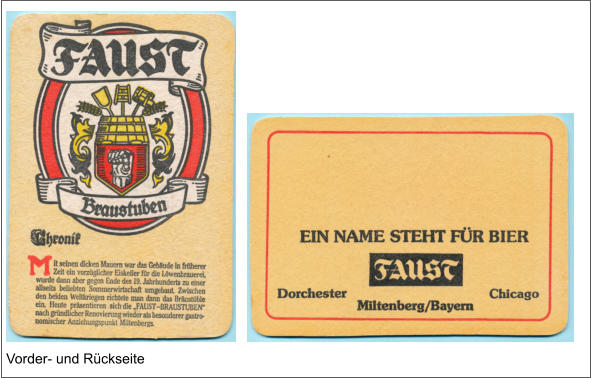 FAUST
Braustuben
Chronik
Mit seinen dicken Mauern war das Gebäude in früherer
Zeit ein vorzüglicher Eiskeller für die Löwenbrauerei,
wurde dann aber gegen Ende des 19. Jahrhunderts zu einer
allseits beliebten Sommerwirtschaft umgebaut. Zwischen
den beiden Weltkriegen richtete man dann das Bräustüble
ein. Heute präsentieren sich die „FAUST–BRAUSTUBEN"
nach gründlicher Renovierung wieder als besonderer gastro-
nomischer Anziehungspunkt Miltenbergs.
EIN NAME STEHT FÜR BIER
FAUST
Dorchester Chicago
Miltenberg/Bayern
Vorder- und Rückseite